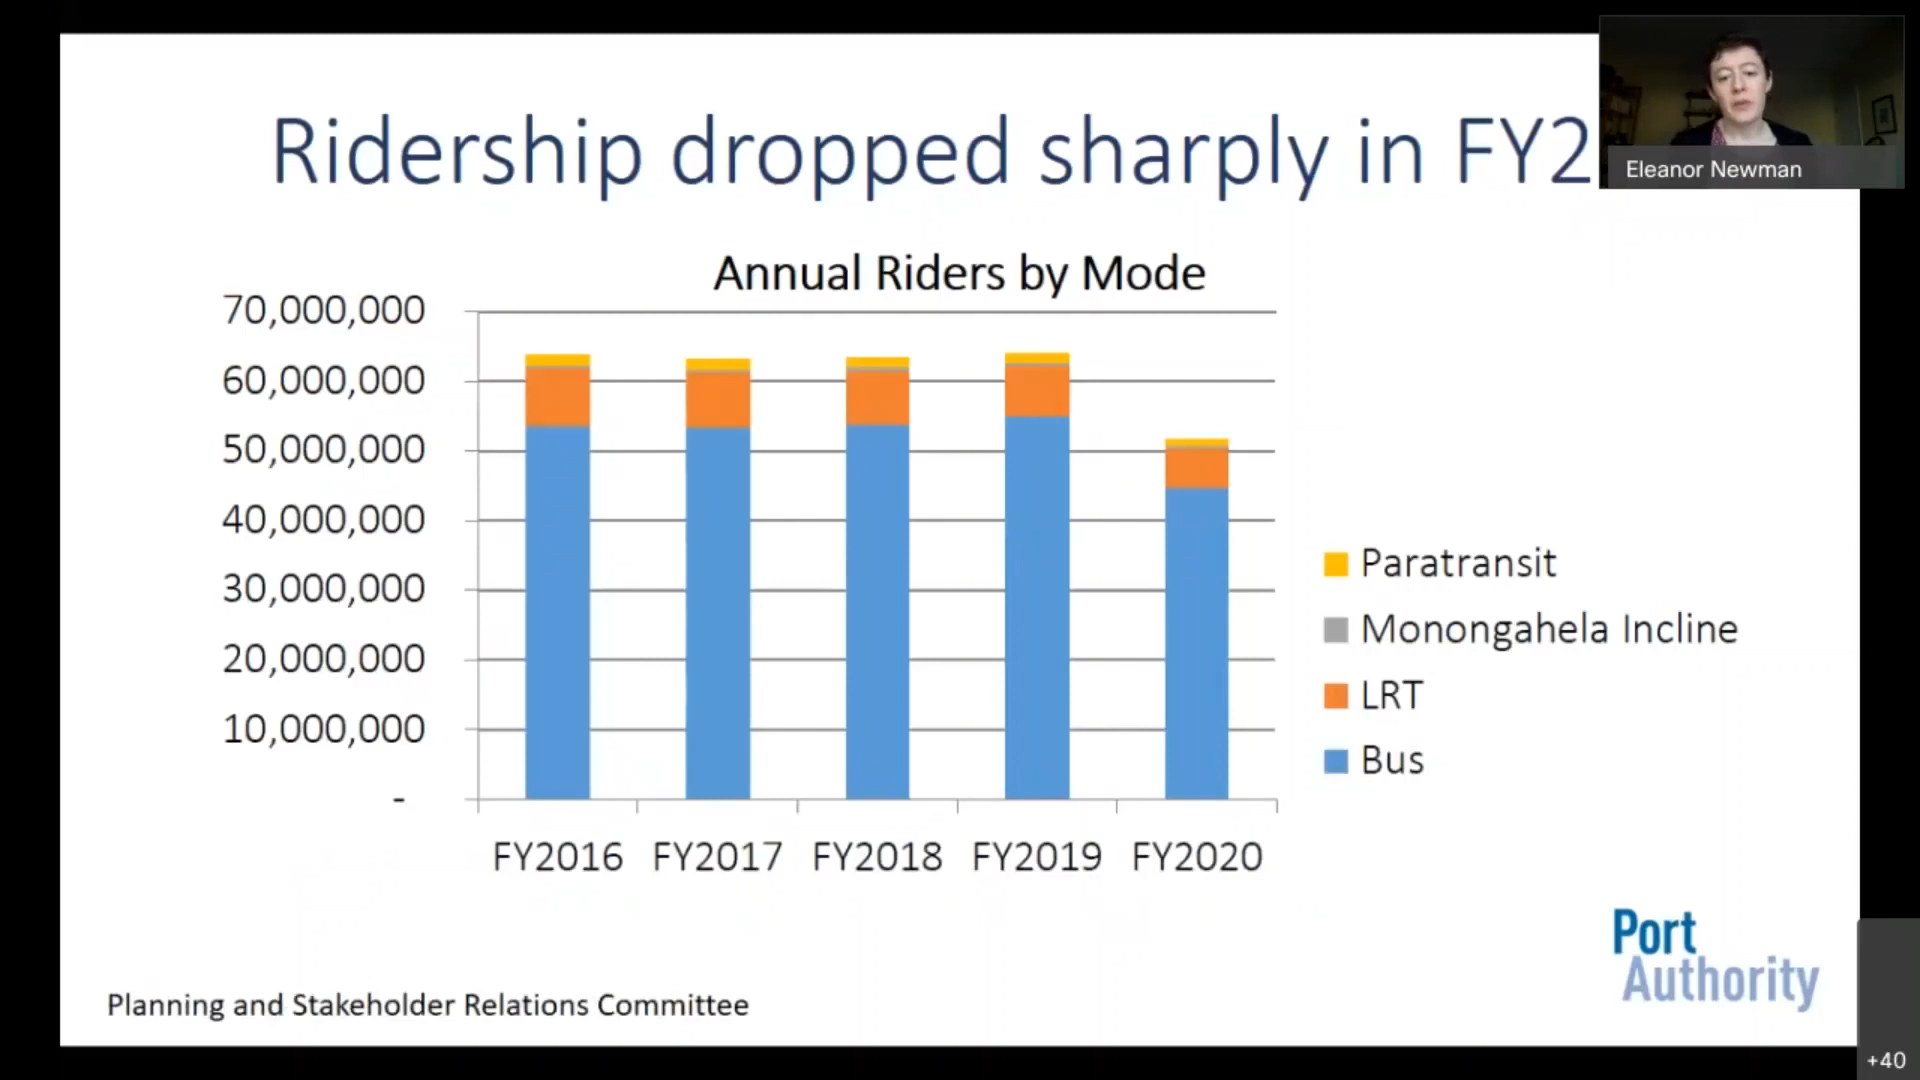 Ridership dropped sharply in FY2
Eleanor Newman
Annual Riders by Mode
70,000,000
60,000,000
50,000,000
40,000,000
30,000,000
20,000,000
10,000,000
-
FY2016 FY2017 FY2018 FY2019 FY2020
Paratransit
Monongahela Incline
LRT
Bus
Port
Authority
Planning and Stakeholder Relations Committee
+40